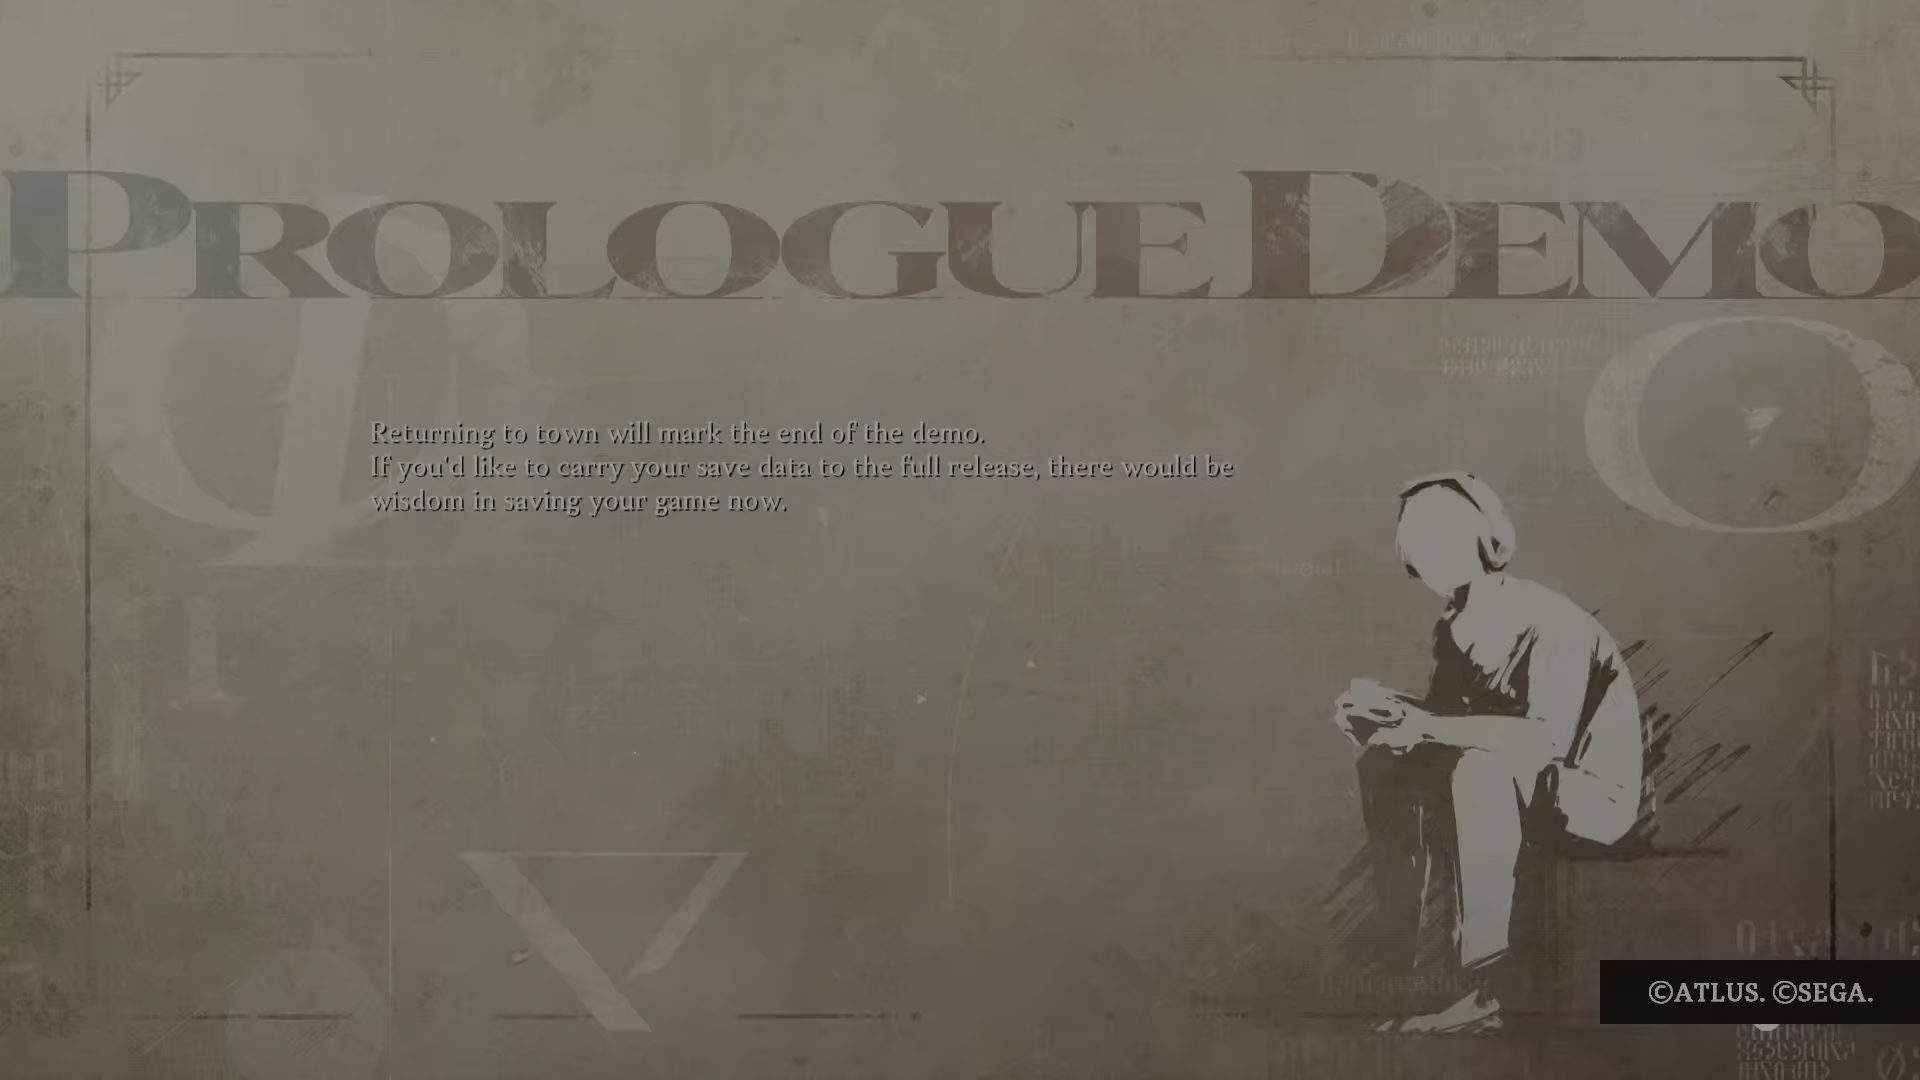 PROLOGUE DEMO
Returning to town will mark the end of the demo.
If you'd like to carry your save data to the full release, there would be
wisdom in saving your game now.
©ATLUS. ©SEGA.